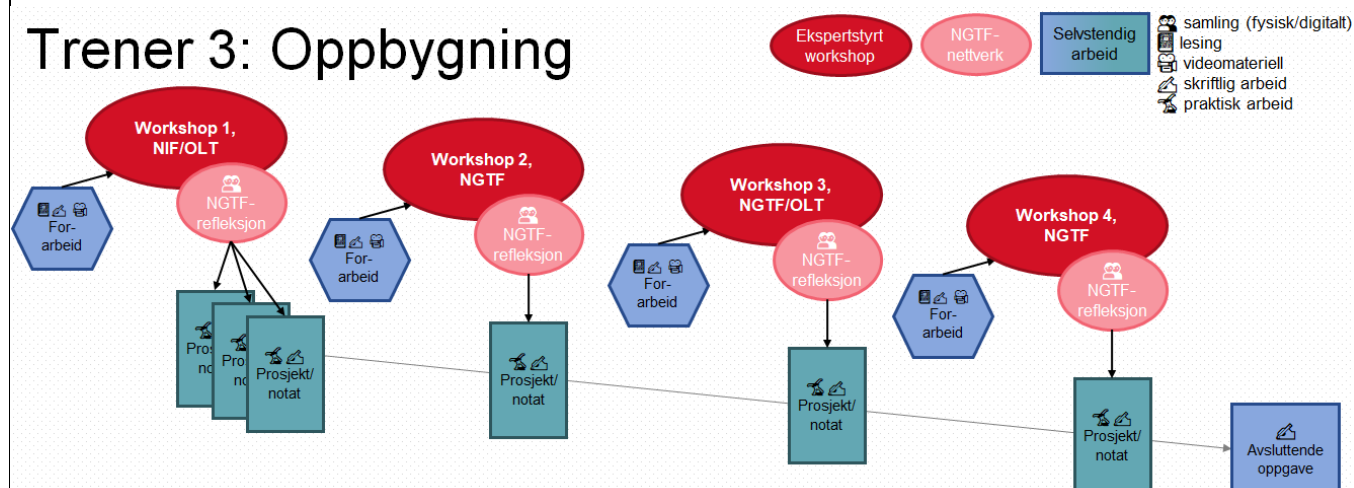 Trener 3: Oppbygning
Ekspertstyrt
workshop
NGTF-
nettverk
Selvstendig
arbeid
samling (fysisk/digitalt)
lesing
videomateriell
skriftlig arbeid
praktisk arbeid
Workshop 1,
NIF/OLT
NGTF-
refleksjon
For-
arbeid
Prosjekt/
notat
Workshop 2,
NGTF
NGTF-
refleksjon
For-
arbeid
Prosjekt/
notat
Workshop 3,
NGTF/OLT
NGTF-
refleksjon
For-
arbeid
Prosjekt/
notat
Workshop 4,
NGTF
NGTF-
refleksjon
For-
arbeid
Prosjekt/
notat
Avsluttende
oppgave